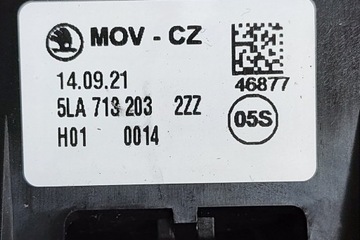 MOV - CZ
14.09.21
46877
5LA 713 203 2ZZ
H01 0014
05S